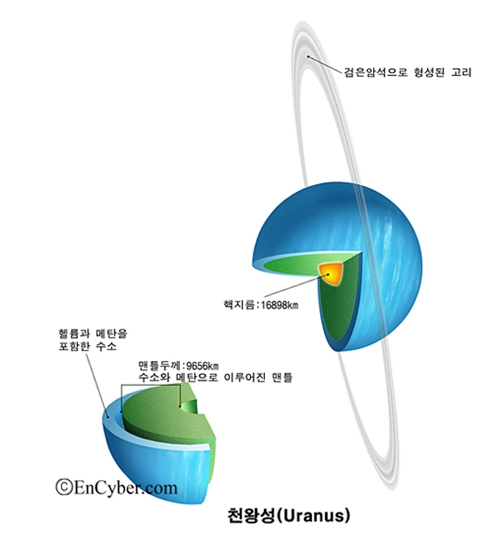 검은암석으로 형성된 고리
핵지름:16898km
헬륨과 메탄을
포함한 수소
맨틀두께:9656km
수소와 메탄으로 이루어진 맨틀
ⓒEnCyber.com
천왕성(Uranus)